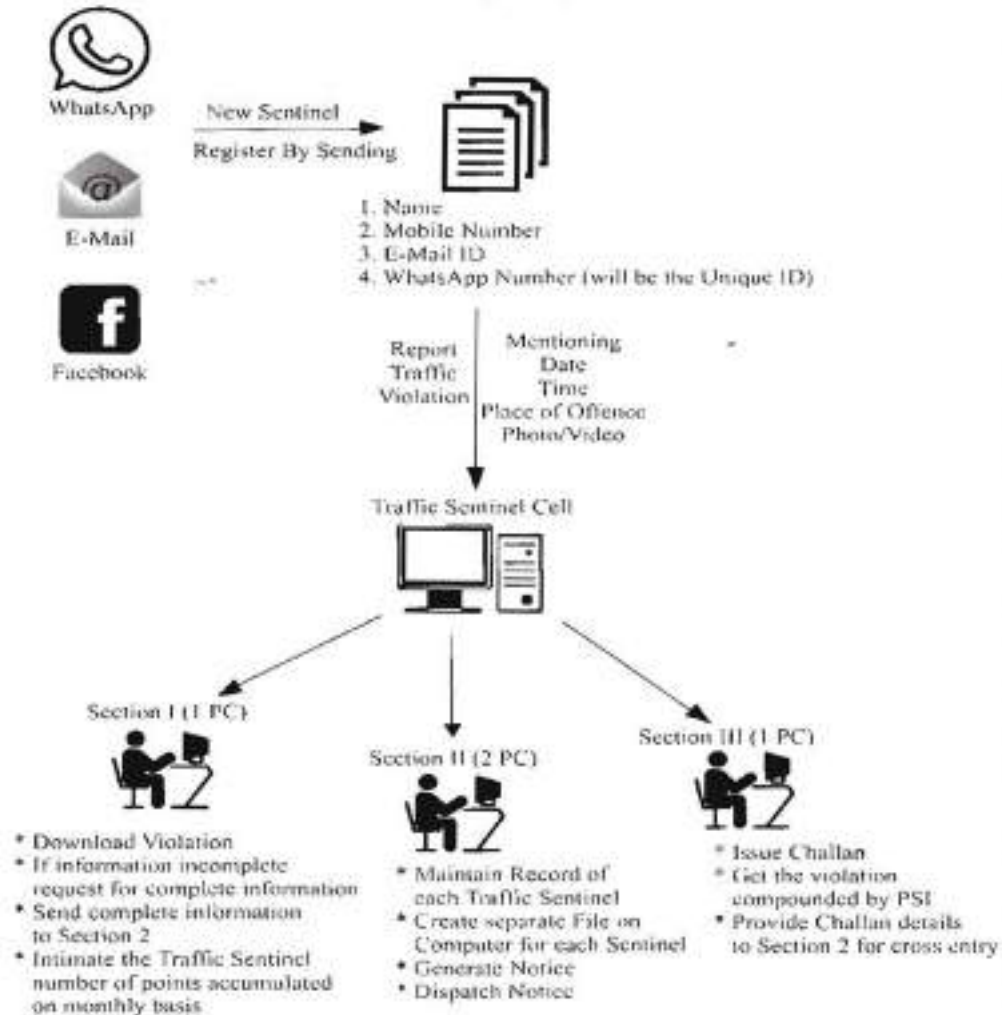 WhatsApp
New Sentinel
Register By Sending
@
E-Mail
f
Facebook
1. Name
2. Mobile Number
3. E-Mail ID
4. WhatsApp Number (will be the Unique ID)
Report
Traffic
Violation
Mentioning
Date
Time
Place of Offence
Photo/Video
Traffic Sentinel Cell
Section I (1 PC)
* Download Violation
* If information incomplete
request for complete information
* Send complete information
to Section 2
* Intimate the Traffic Sentinel
number of points accumulated
on monthly basis
Section II (2 PC)
* Maintain Record of
each Traffic Sentinel
* Create separate File on
Computer for each Sentinel
* Generate Notice
* Dispatch Notice
Section III (1 PC)
* Issue Challan
* Get the violation
compounded by PSI
* Provide Challan details
to Section 2 for cross entry